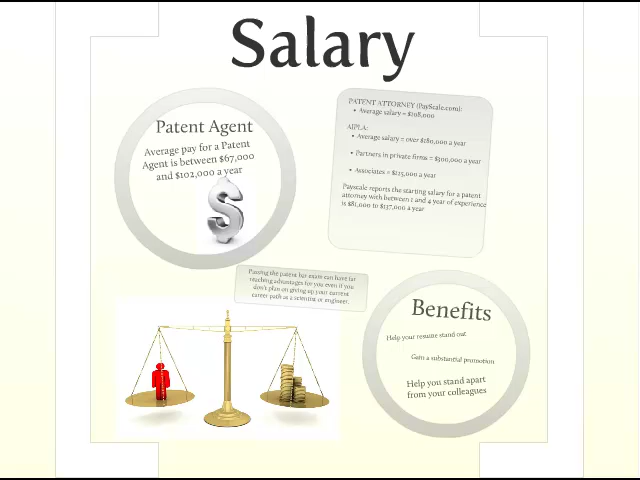 Salary
Patent Agent
Average pay for a Patent
Agent is between $67,000
and $102,000 a year
PATENT ATTORNEY (PayScale.com):
• Average salary = $108,000
AIPLA:
• Average salary = over $180,000 a year
• Partners in private firms = $300,000 a year
• Associates = $125,000 a year
Payscale reports the starting salary for a patent
attorney with between 1 and 4 year of experience
is $81,000 to $137,000 a year
Passing the patent bar exam can have far
reaching advantages for you even if you
don't plan on giving up your current
career path as a scientist or engineer.
Benefits
Help your resume stand out
Gain a substantial promotion
Help you stand apart
from your colleagues